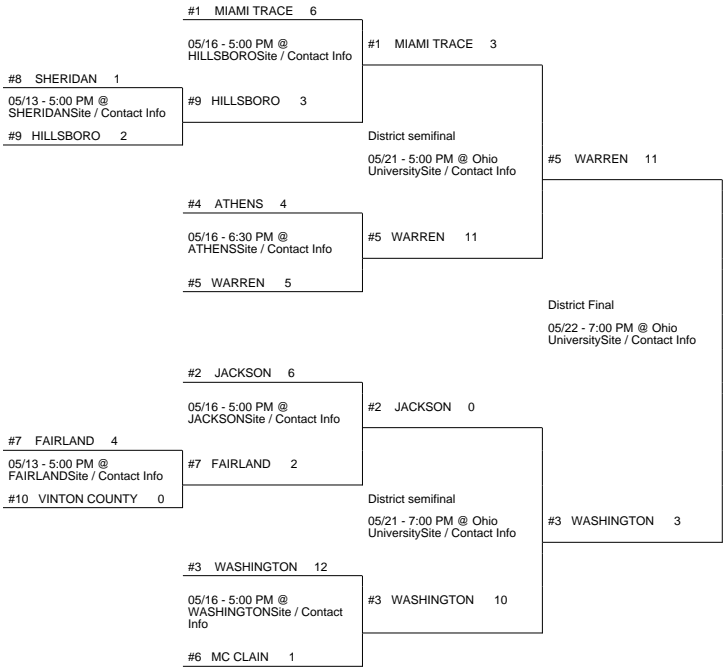 #1 MIAMI TRACE 6
05/16 - 5:00 PM @
HILLSBOROSite / Contact Info
#1 MIAMI TRACE 3
#8 SHERIDAN 1
05/13 - 5:00 PM @
SHERIDANSite / Contact Info
#9 HILLSBORO 3
#9 HILLSBORO 2
District semifinal
05/21 - 5:00 PM @ Ohio
UniversitySite / Contact Info
#5 WARREN 11
#4 ATHENS 4
05/16 - 6:30 PM @
ATHENSSite / Contact Info
#5 WARREN 11
#5 WARREN 5
District Final
05/22 - 7:00 PM @ Ohio
UniversitySite / Contact Info
#2 JACKSON 6
05/16 - 5:00 PM @
JACKSONSite / Contact Info
#2 JACKSON 0
#7 FAIRLAND 4
05/13 - 5:00 PM @
FAIRLANDSite / Contact Info
#7 FAIRLAND 2
#10 VINTON COUNTY 0
District semifinal
05/21 - 7:00 PM @ Ohio
UniversitySite / Contact Info
#3 WASHINGTON 3
#3 WASHINGTON 12
05/16 - 5:00 PM @
WASHINGTONSite / Contact
Info
#3 WASHINGTON 10
#6 MC CLAIN 1